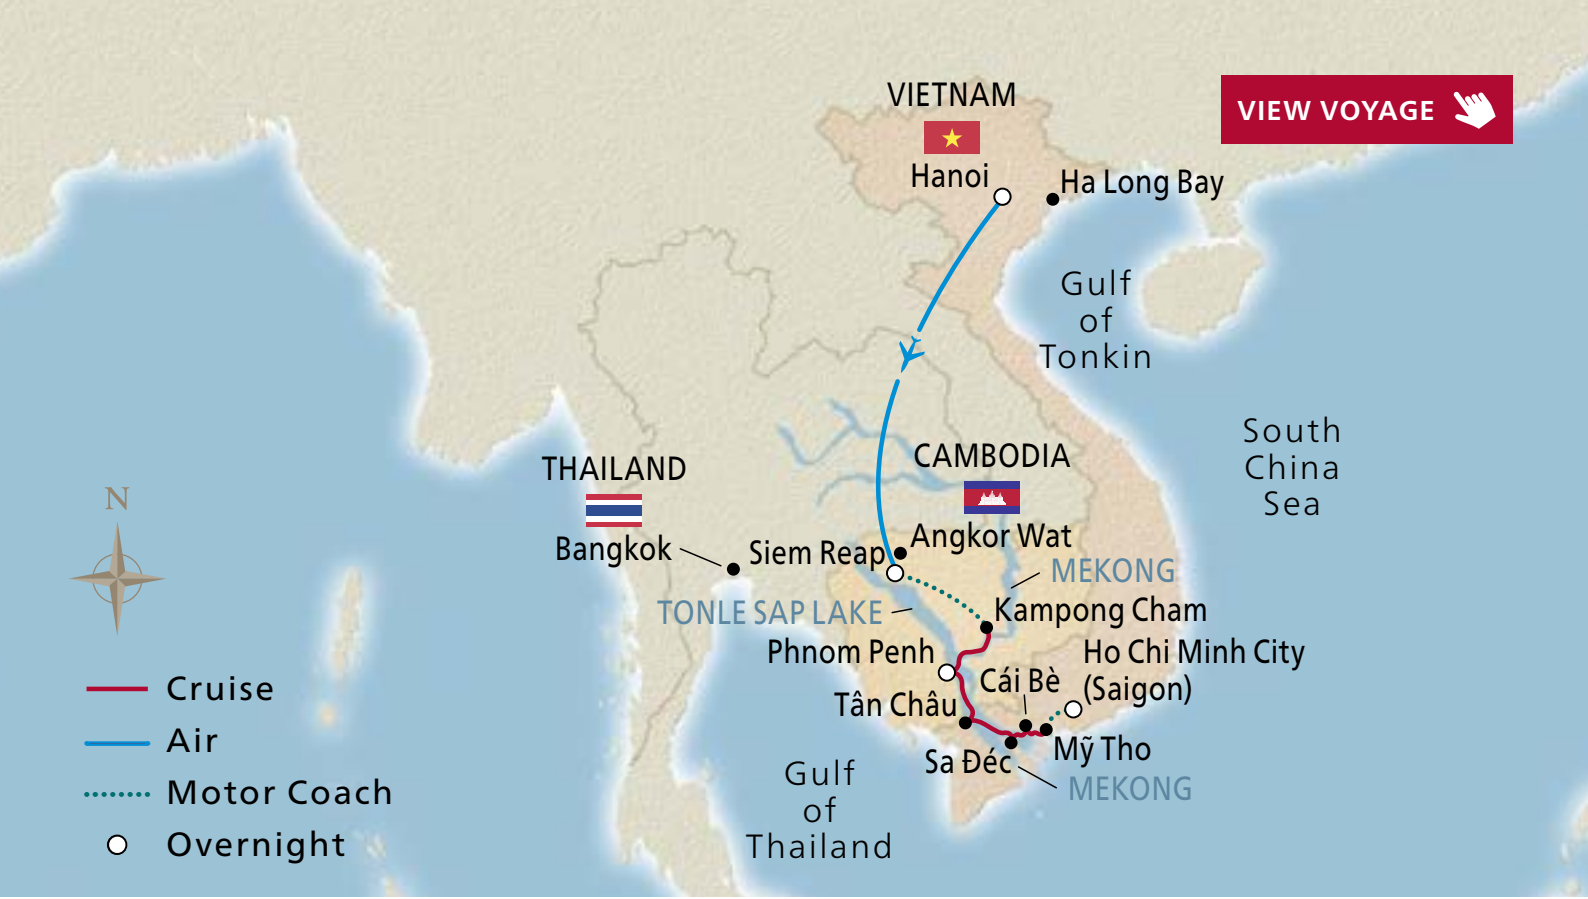 VIETNAM
VIEW VOYAGE
Hanoi
Ha Long Bay
Gulf
of
Tonkin
South
China
Sea
THAILAND
CAMBODIA
N
Bangkok
Siem Reap
Angkor Wat
MEKONG
TONLE SAP LAKE
Kampong Cham
Phnom Penh
Ho Chi Minh City
(Saigon)
Cái Bè
Tân Châu
Sa Đéc
Mỹ Tho
MEKONG
Gulf
of
Thailand
Cruise
Air
Motor Coach
Overnight